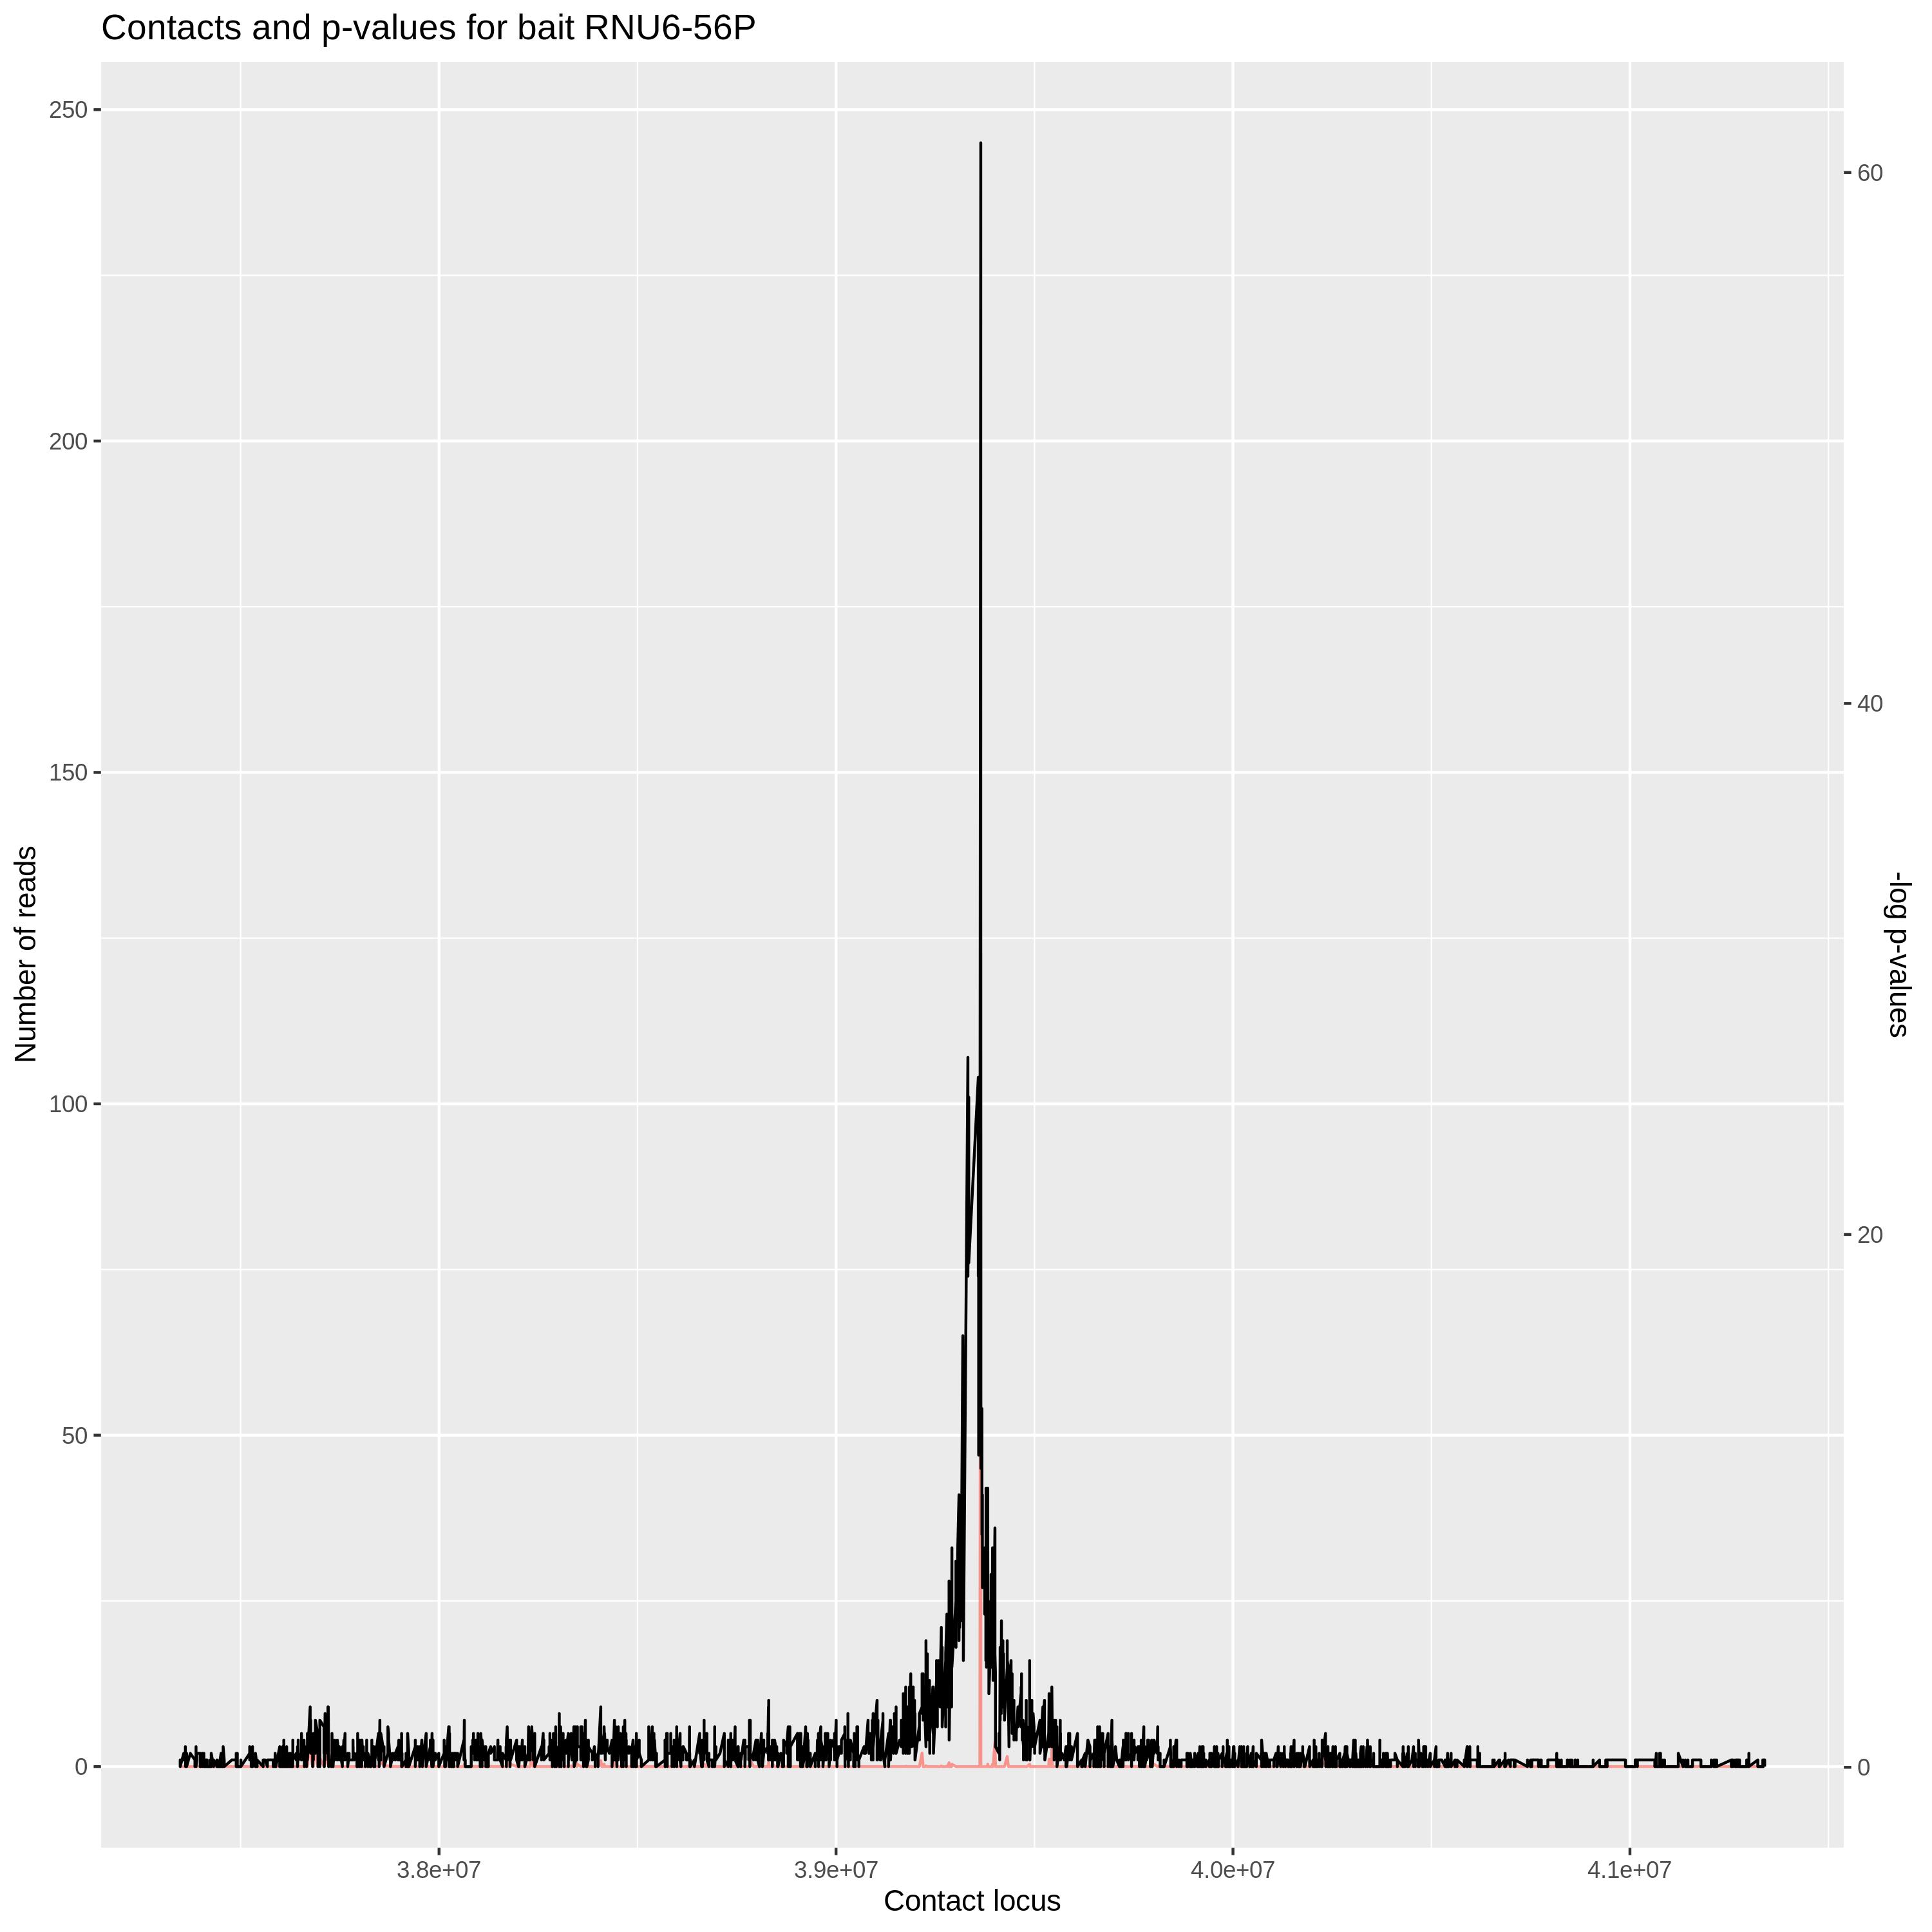 Contacts and p-values for bait RNU6-56P
250
200
150
100
50
0
Number of reads
60
40
20
0
-log p-values
3.8e+07
3.9e+07
4.0e+07
4.1e+07
Contact locus